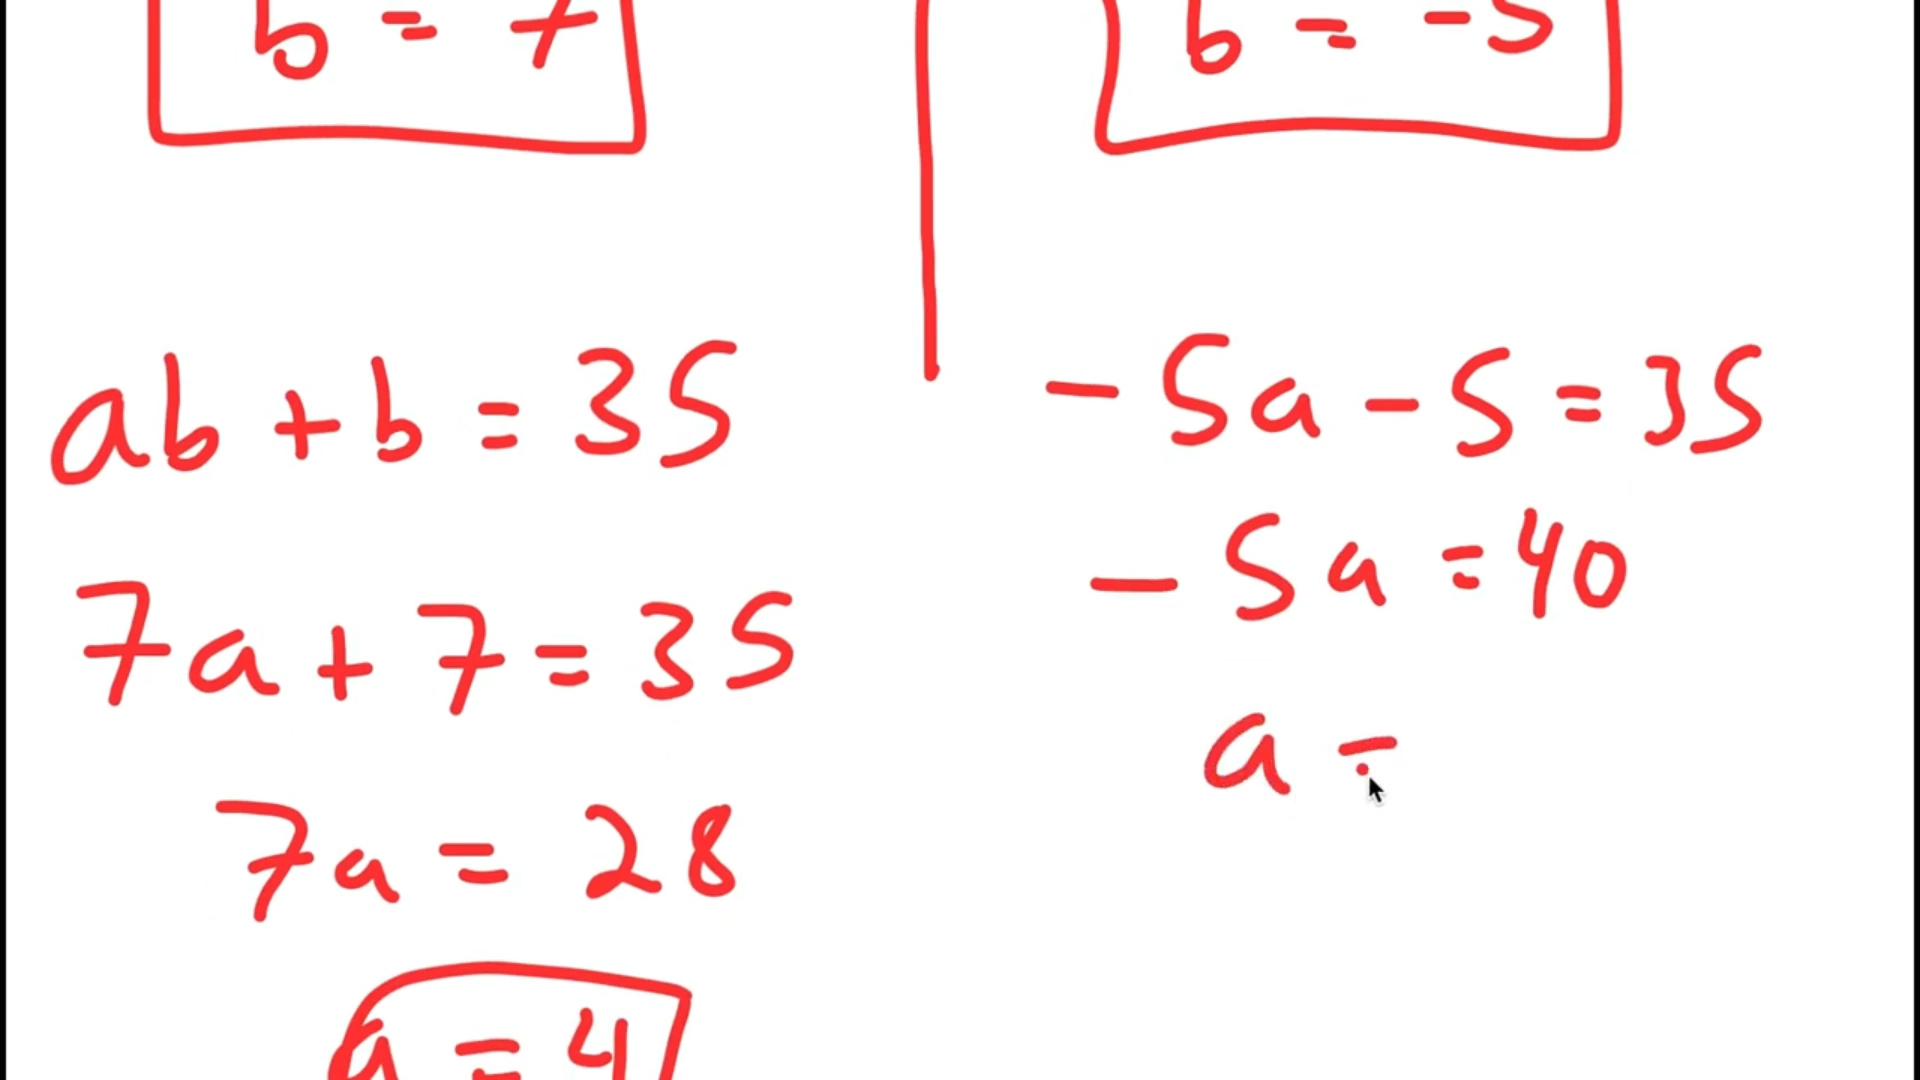 b = 7
ab + b = 35
7a + 7 = 35
7a = 28
a = 4
b = -5
-5a - 5 = 35
-5a = 40
a =